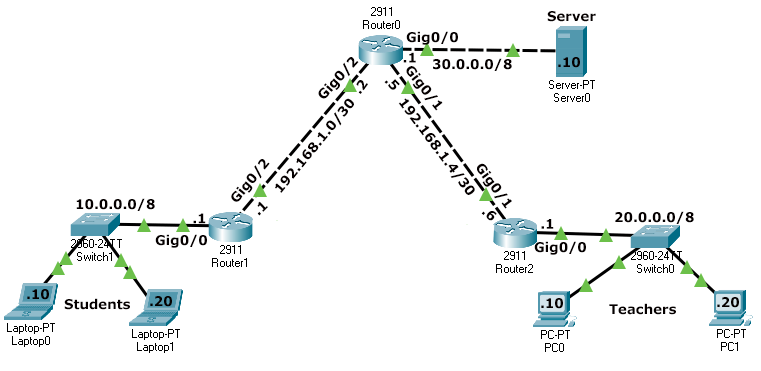 2911
Router0
Server
Gig0/0
.1
30.0.0.0/8
.10
Server-PT
Server0
Gig0/2
.2
192.168.1.0/30
Gig0/2
.1
.5
Gig0/1
192.168.1.4/30
Gig0/1
.6
10.0.0.0/8
.1
Gig0/0
2960-24TT
Switch1
2911
Router1
.10
Laptop-PT
Laptop0
Students
.20
Laptop-PT
Laptop1
.1
Gig0/0
2911
Router2
20.0.0.0/8
2960-24TT
Switch0
.10
PC-PT
PC0
Teachers
.20
PC-PT
PC1